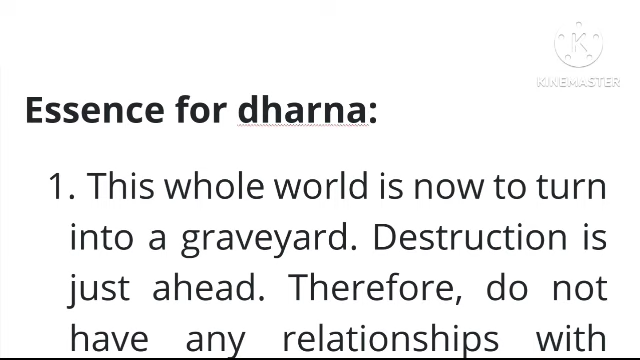 KINEMASTER
Essence for dharna:
1. This whole world is now to turn
into a graveyard. Destruction is
just ahead. Therefore, do not
have any relationships with